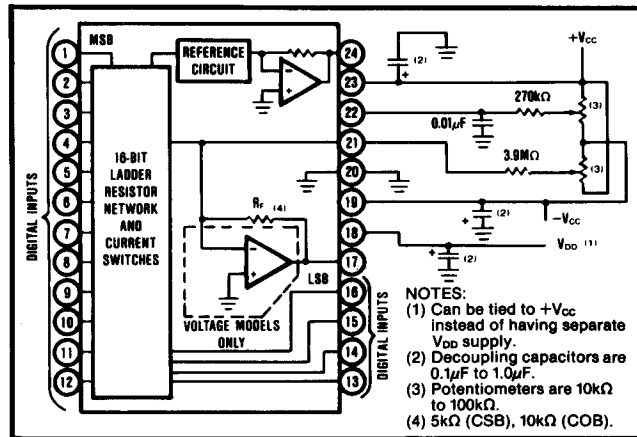 DIGITAL INPUTS
1
2
3
4
5
6
7
8
9
10
11
12
MSB
16-BIT
LADDER
RESISTOR
NETWORK
AND
CURRENT
SWITCHES
REFERENCE
CIRCUIT
RF (4)
VOLTAGE MODELS
ONLY
LSB
24
23
22
21
20
19
18
17
16
15
14
13
DIGITAL INPUTS
(2)
+
+VCC
270kΩ
(3)
0.01µF
3.9MΩ
(3)
+
(2)
-VCC
VDD (1)
+
(2)
NOTES:
(1) Can be tied to +VCC
instead of having separate
VDD supply.
(2) Decoupling capacitors are
0.1µF to 1.0µF.
(3) Potentiometers are 10kΩ
to 100kΩ.
(4) 5kΩ (CSB), 10kΩ (COB).